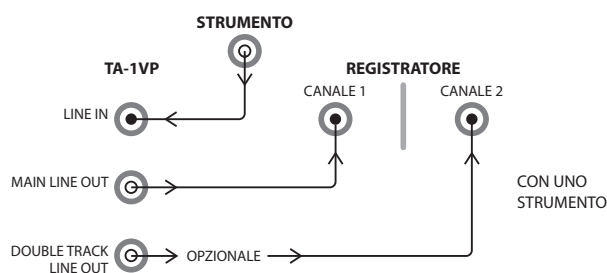 STRUMENTO
TA-1VP
REGISTRATORE
CANALE 1
CANALE 2
LINE IN
MAIN LINE OUT
CON UNO
STRUMENTO
DOUBLE TRACK
LINE OUT
OPZIONALE